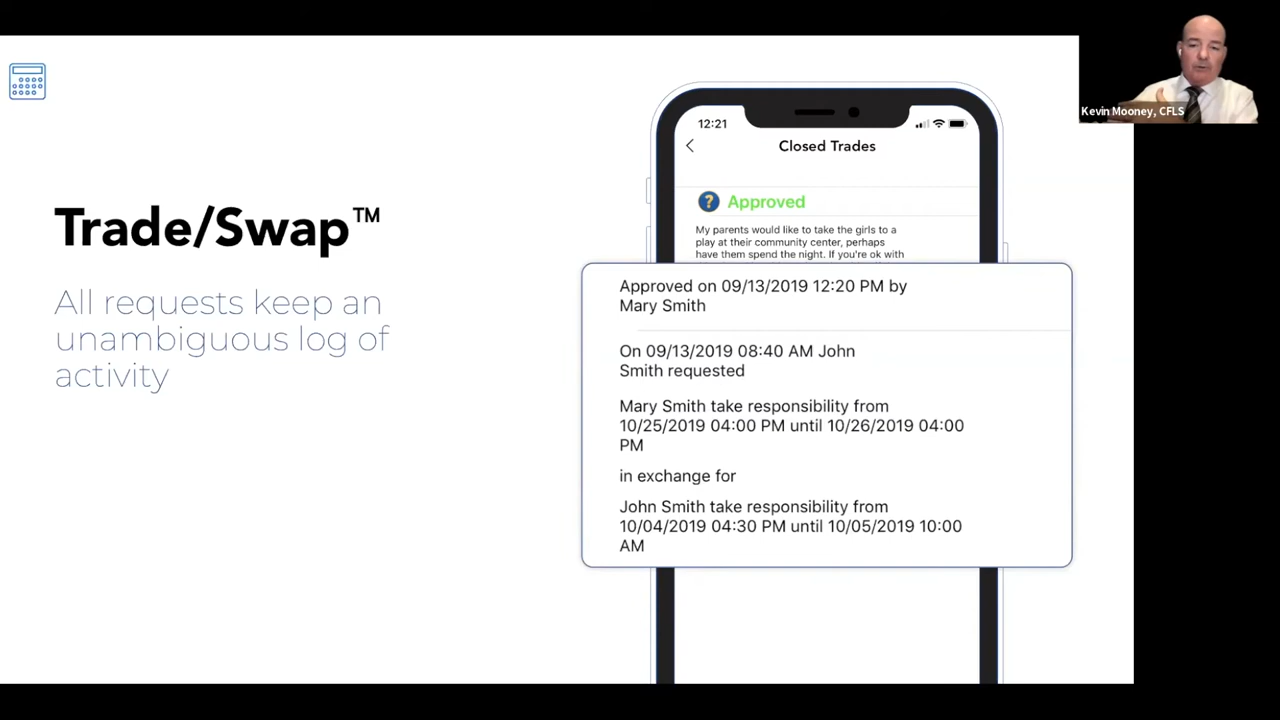 Trade/Swap™
All requests keep an
unambiguous log of
activity
12:21
Closed Trades
? Approved
My parents would like to take the girls to a
play at their community center, perhaps
have them spend the night. If you're ok with
Approved on 09/13/2019 12:20 PM by
Mary Smith
On 09/13/2019 08:40 AM John
Smith requested
Mary Smith take responsibility from
10/25/2019 04:00 PM until 10/26/2019 04:00
PM
in exchange for
John Smith take responsibility from
10/04/2019 04:30 PM until 10/05/2019 10:00
AM
Kevin Mooney, CFLS